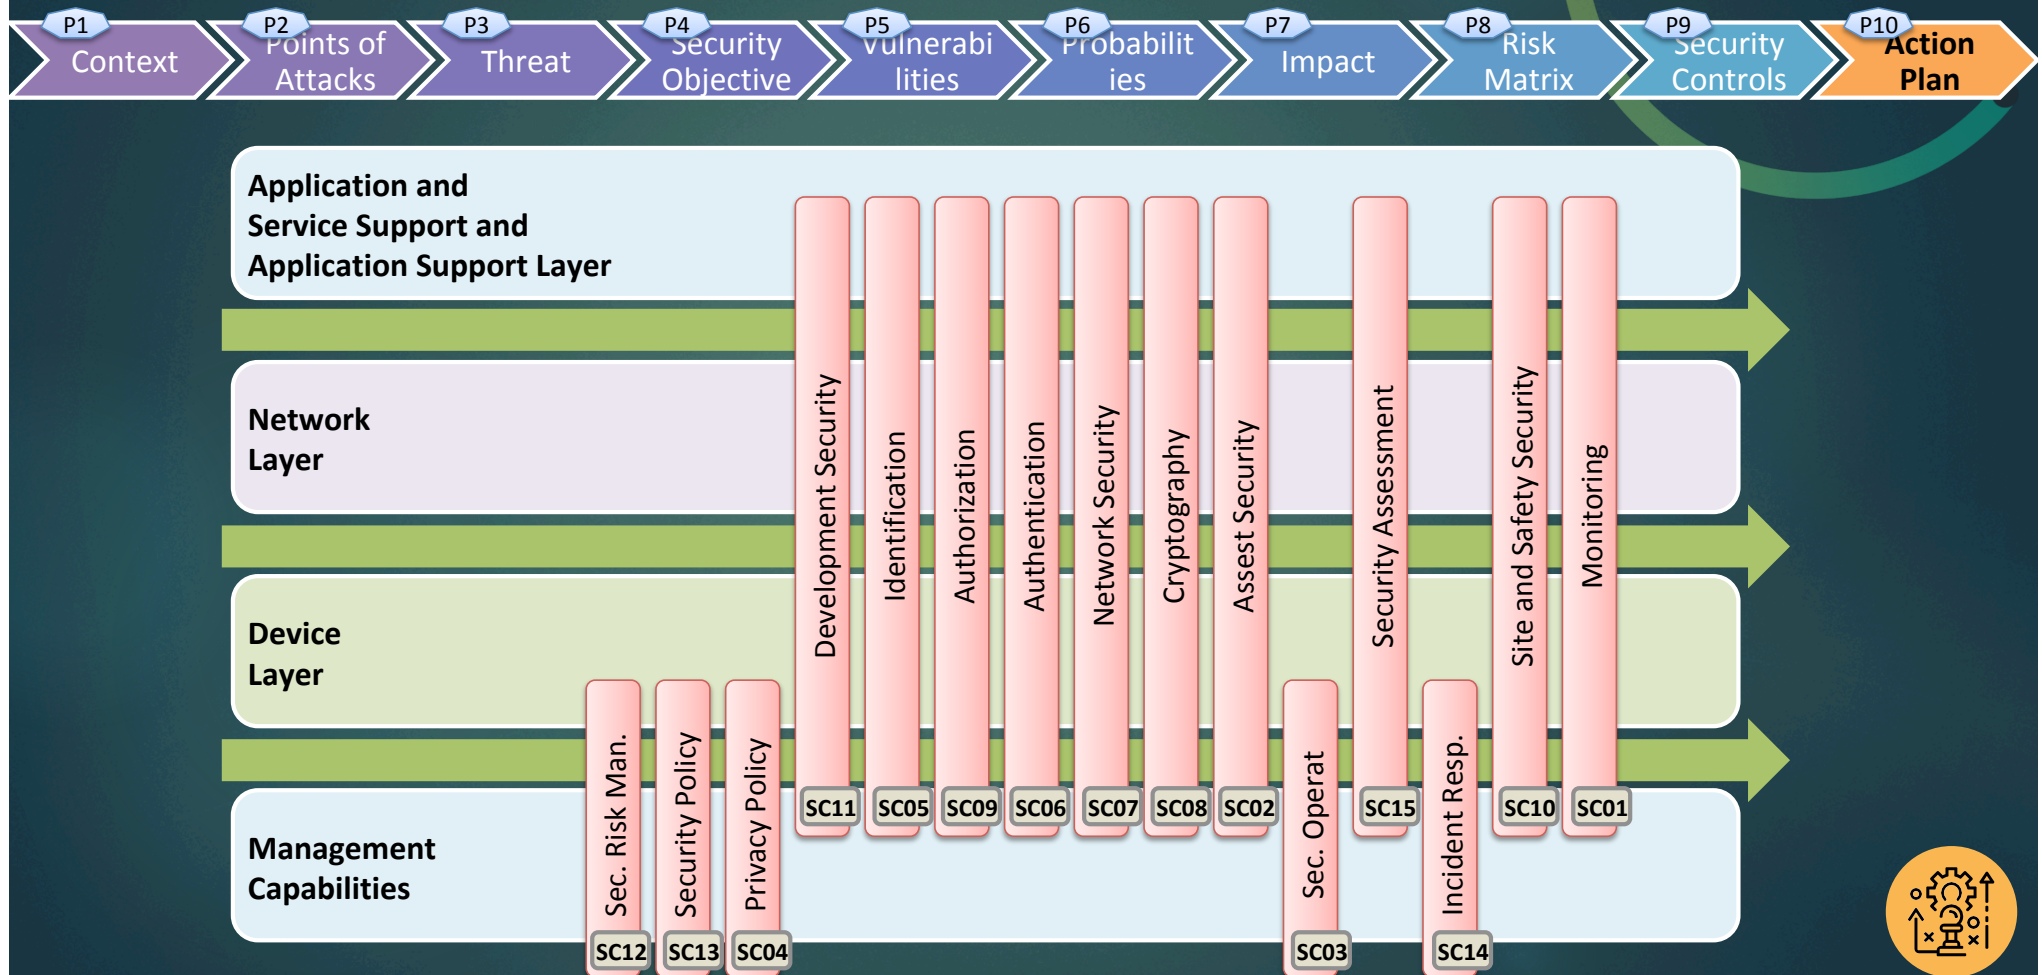 P1
Context
P2
Points of
Attacks
P3
Threat
P4
Security
Objective
P5
Vulnerabi
lities
P6
Probabilit
ies
P7
Impact
P8
Risk
Matrix
P9
Security
Controls
P10
Action
Plan
Application and
Service Support and
Application Support Layer
Network
Layer
Device
Layer
Management
Capabilities
Sec. Risk Man.
SC12
Security Policy
SC13
Privacy Policy
SC04
Development Security
SC11
Identification
SC05
Authorization
SC09
Authentication
SC06
Network Security
SC07
Cryptography
SC08
Assest Security
SC02
Sec. Operat
SC03
Security Assessment
SC15
Incident Resp.
SC14
Site and Safety Security
SC10
Monitoring
SC01